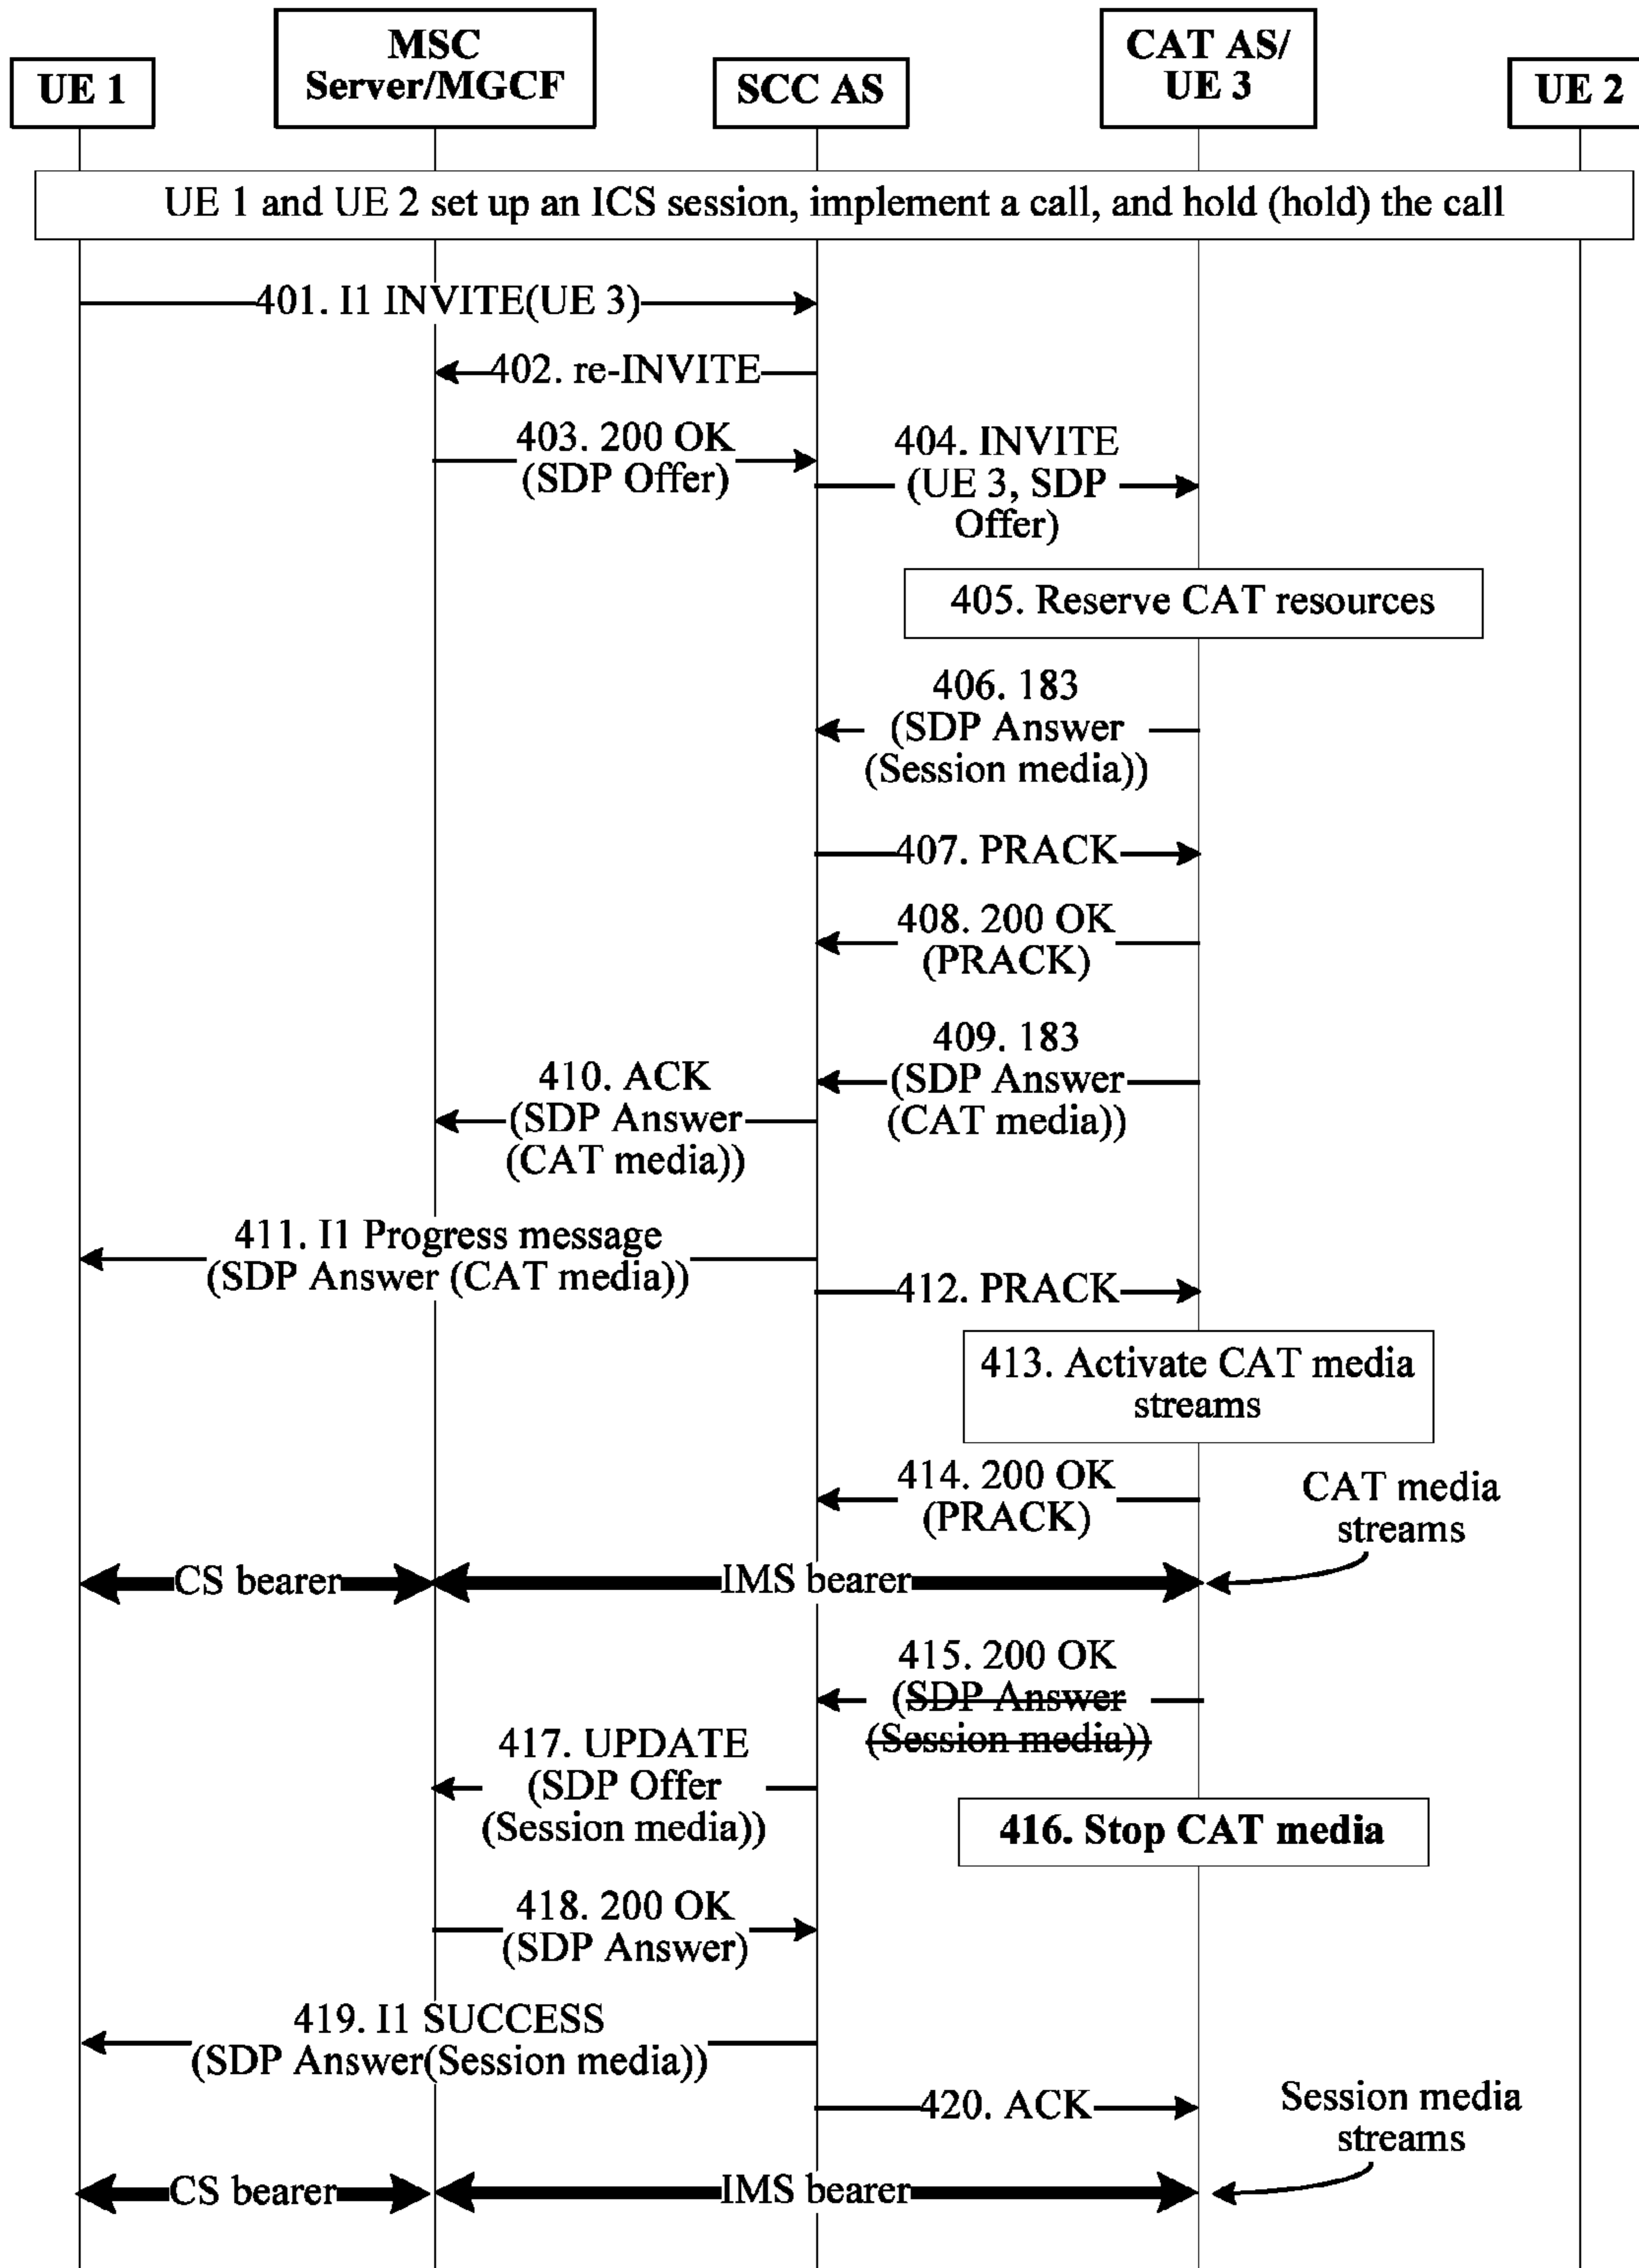 UE 1
MSC
Server/MGCF
SCC AS
CAT AS/
UE 3
UE 2
UE 1 and UE 2 set up an ICS session, implement a call, and hold (hold) the call
401. I1 INVITE(UE 3)
402. re-INVITE
403. 200 OK
(SDP Offer)
404. INVITE
(UE 3, SDP
Offer)
405. Reserve CAT resources
406. 183
(SDP Answer
(Session media))
407. PRACK
408. 200 OK
(PRACK)
409. 183
(SDP Answer
(CAT media))
410. ACK
(SDP Answer
(CAT media))
411. I1 Progress message
(SDP Answer (CAT media))
412. PRACK
413. Activate CAT media
streams
414. 200 OK
(PRACK)
CAT media
streams
CS bearer
IMS bearer
415. 200 OK
(SDP Answer
(Session media))
417. UPDATE
(SDP Offer
(Session media))
416. Stop CAT media
418. 200 OK
(SDP Answer)
419. I1 SUCCESS
(SDP Answer(Session media))
420. ACK
Session media
streams
CS bearer
IMS bearer